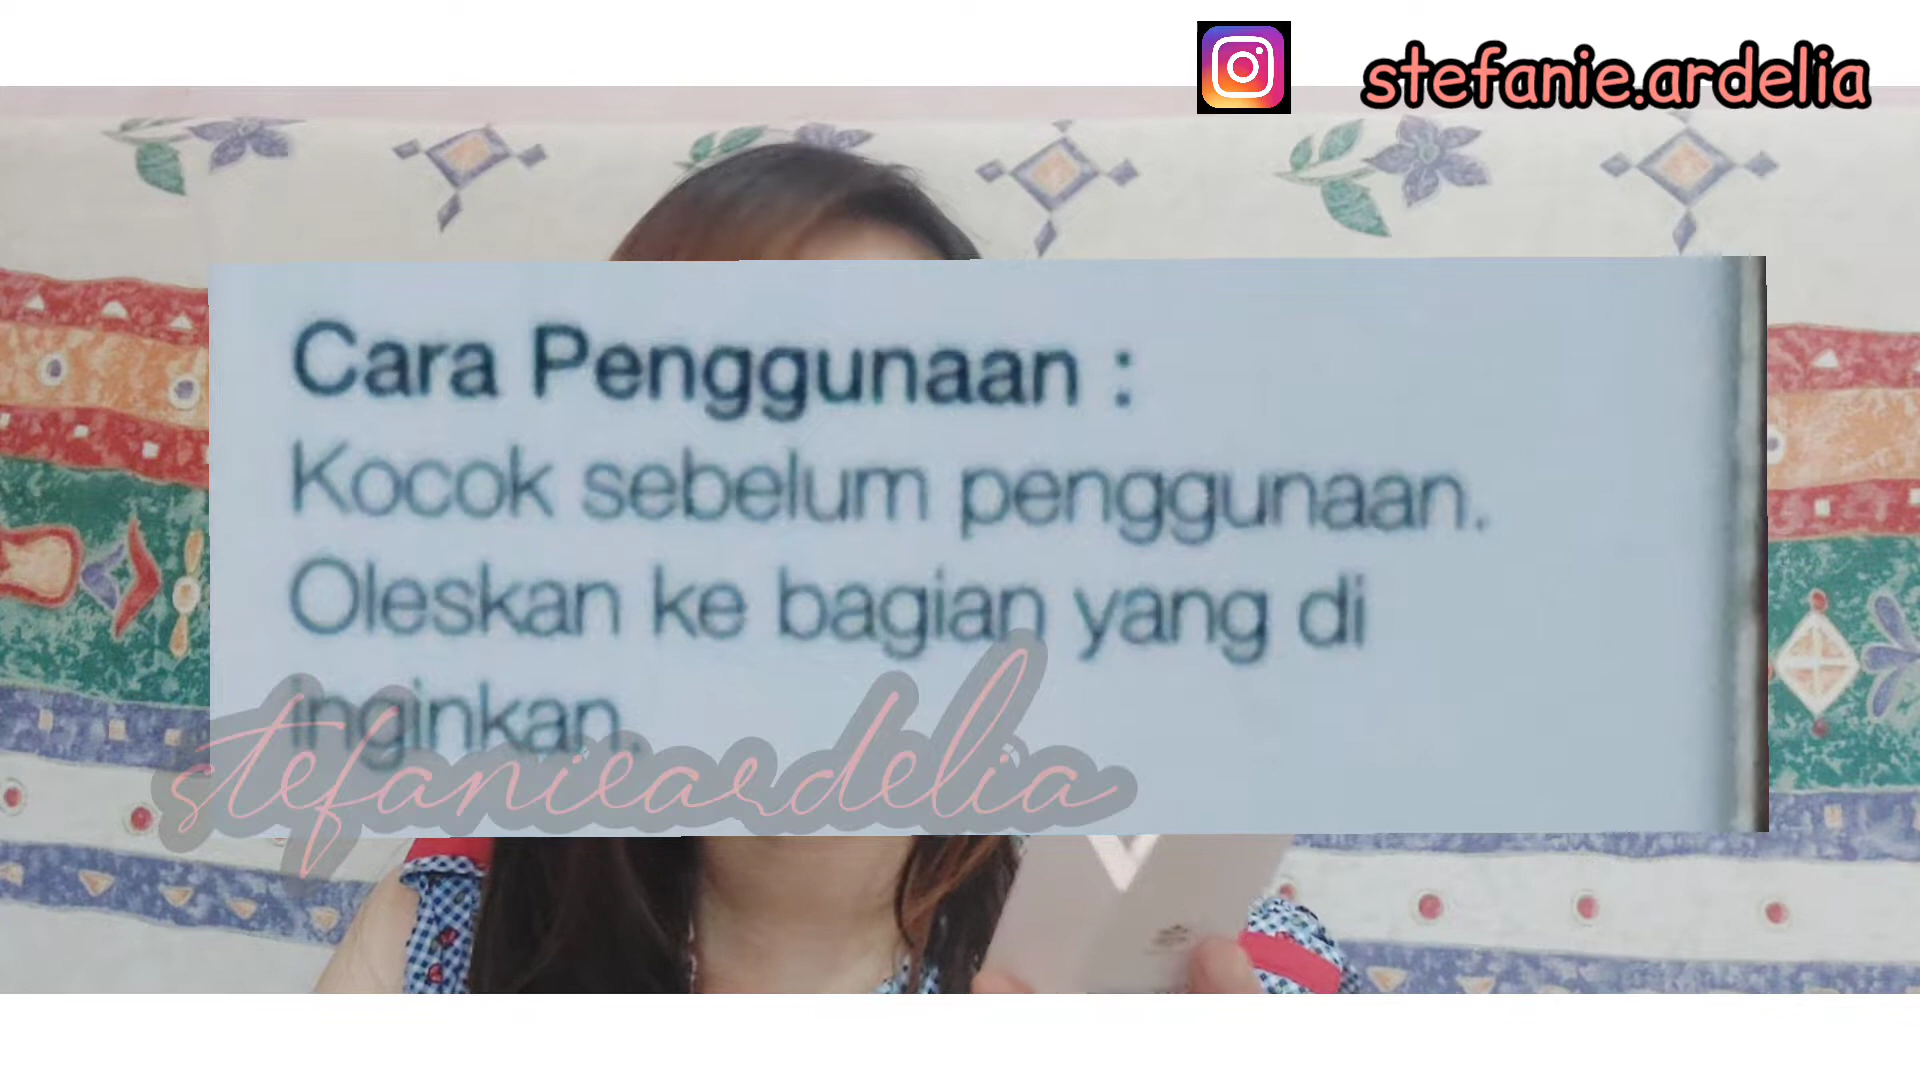 stefanie.ardelia
Cara Penggunaan :
Kocok sebelum penggunaan.
Oleskan ke bagian yang di
inginkan.
stefanieardelia